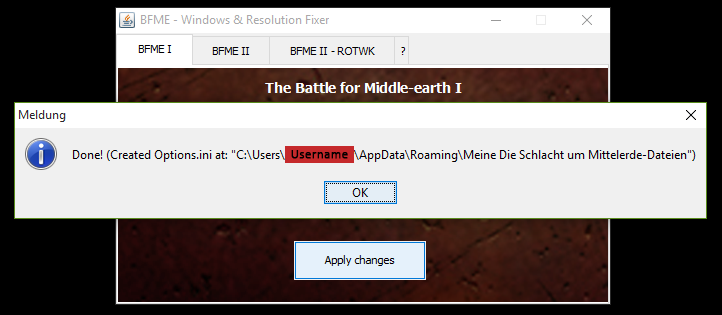 BFME - Windows & Resolution Fixer
BFME I
BFME II
BFME II - ROTWK
?
The Battle for Middle-earth I
Meldung
Done! (Created Options.ini at: "C:\Users\Username\AppData\Roaming\Meine Die Schlacht um Mittelerde-Dateien")
OK
Apply changes